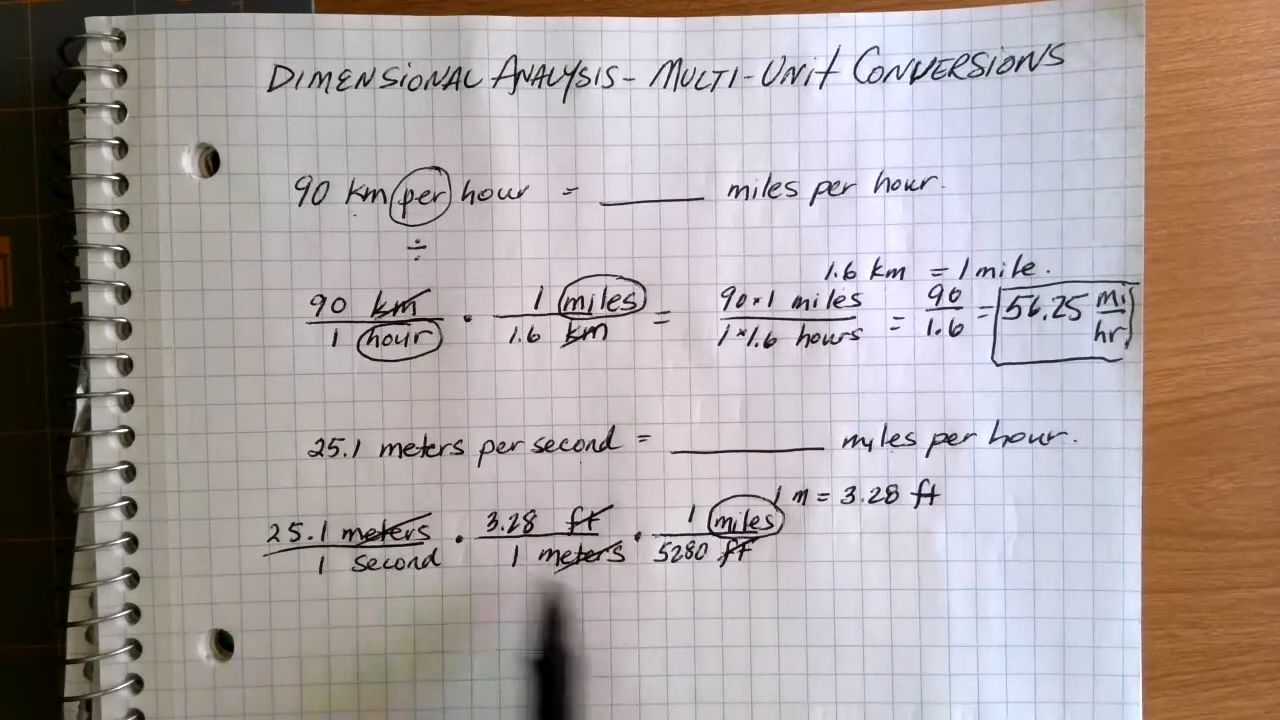 DIMENSIONAL ANALYSIS - MULTI-UNIT CONVERSIONS
90 km per hour = ______ miles per hour.
÷
1.6 km = 1 mile.
90 km / 1 hour · 1 miles / 1.6 km = 90·1 miles / 1*1.6 hours = 90 / 1.6 = 56.25 mi / hr
25.1 meters per second = ______ miles per hour.
1 m = 3.28 ft
25.1 meters / 1 second · 3.28 ft / 1 meters · 1 miles / 5280 ft